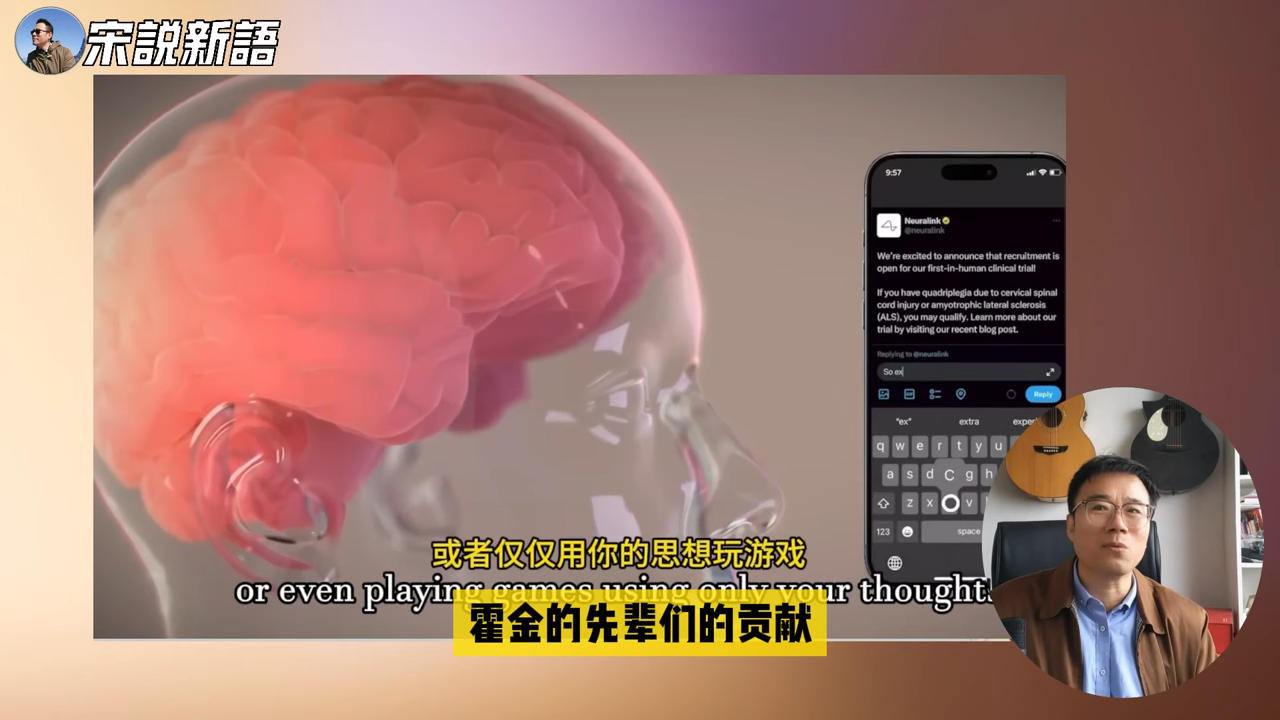 宋説新語
9:57
Neuralink
@neuralink
We're excited to announce that recruitment is
open for our first-in-human clinical trial!
If you have quadriplegia due to cervical spinal
cord injury or amyotrophic lateral sclerosis
(ALS), you may qualify. Learn more about our
trial by visiting our recent blog post.
Replying to @neuralink
So ex
Reply
"ex" extra
q w e r t y u
a s d C g h
z x v
123 space
或者仅仅用你的思想玩游戏
or even playing games using only your thoughts
霍金的先辈们的贡献